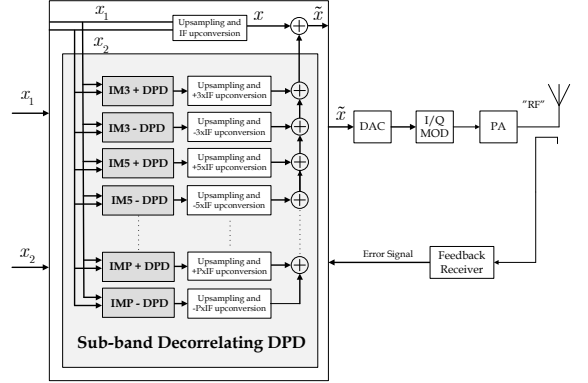 x₁
x₂
Upsampling and
IF upconversion
x
x̃
IM3 + DPD
Upsampling and
+3xIF upconversion
IM3 - DPD
Upsampling and
-3xIF upconversion
IM5 + DPD
Upsampling and
+5xIF upconversion
IM5 - DPD
Upsampling and
-5xIF upconversion
IMP + DPD
Upsampling and
+PxIF upconversion
IMP - DPD
Upsampling and
-PxIF upconversion
Sub-band Decorrelating DPD
x₁
x₂
x̃
DAC
I/Q
MOD
PA
"RF"
Error Signal
Feedback
Receiver